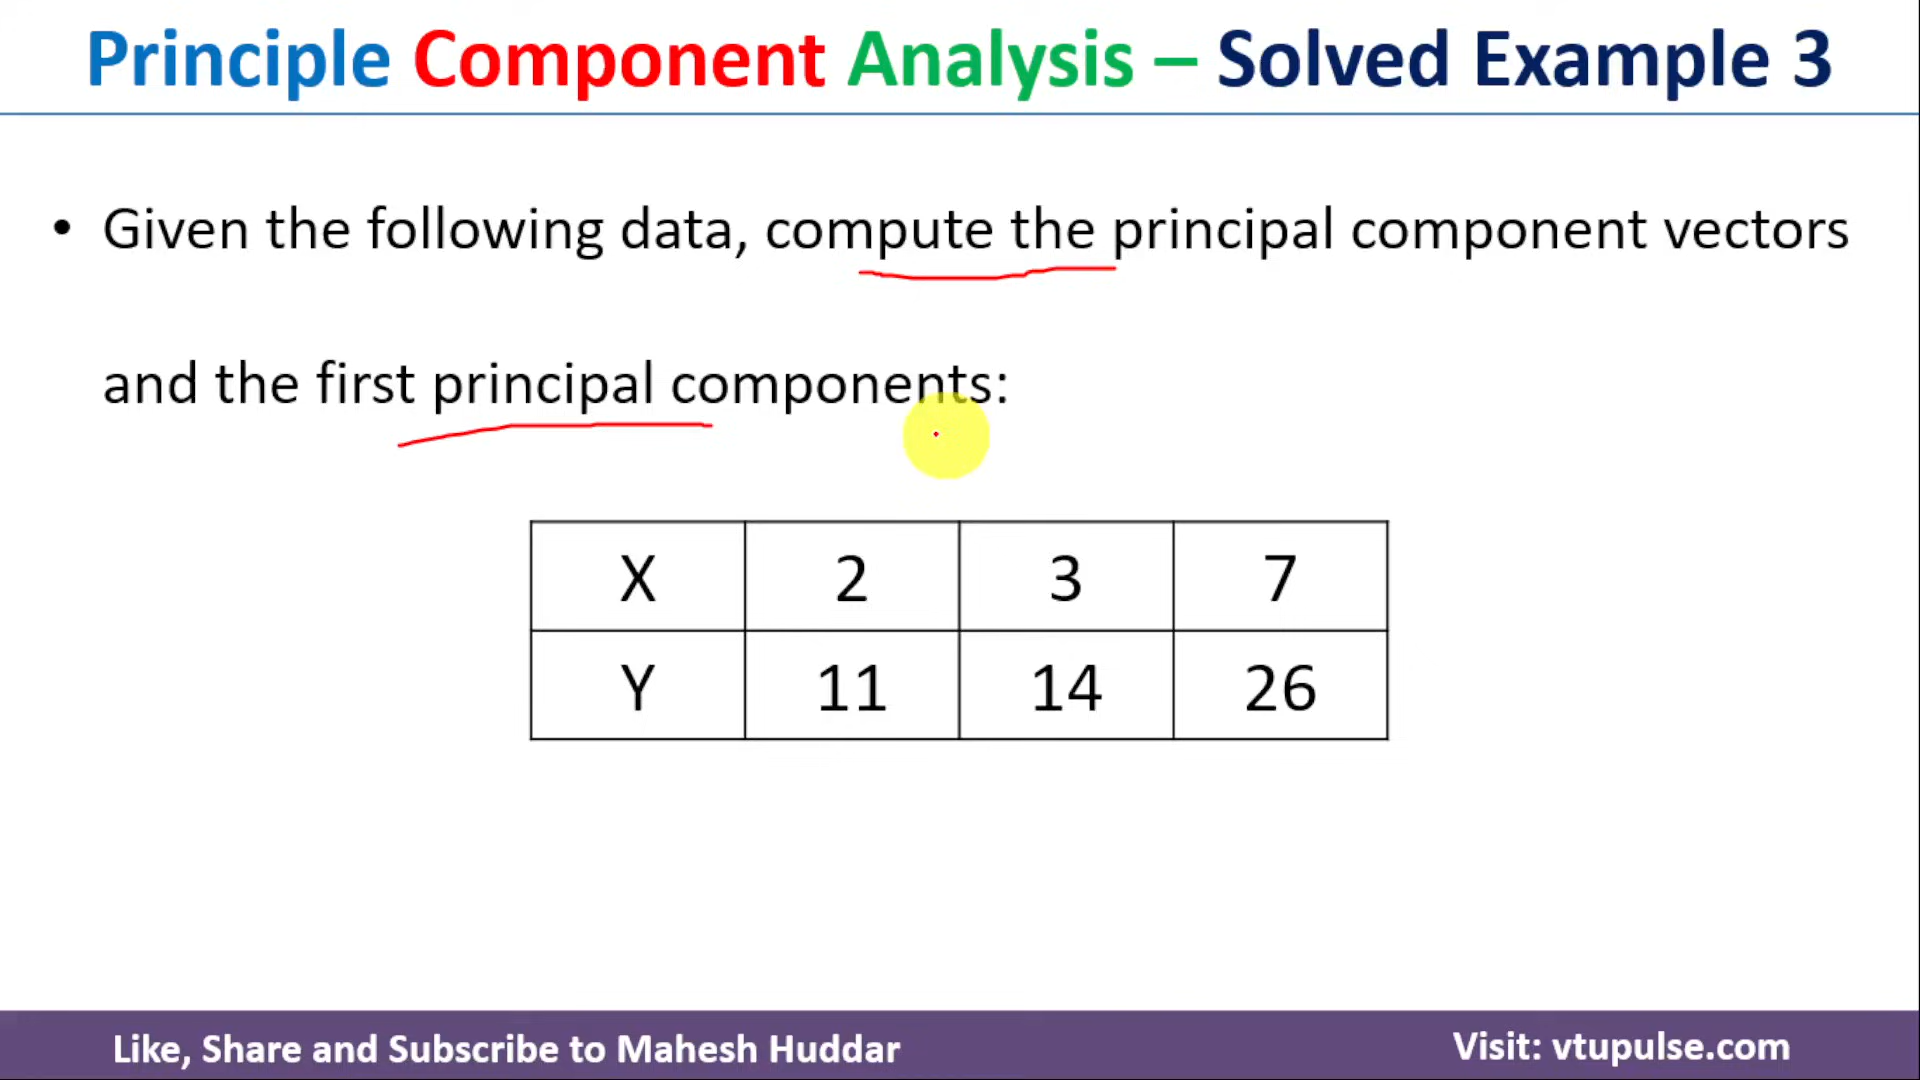 Principle Component Analysis – Solved Example 3
• Given the following data, compute the principal component vectors
and the first principal components:
X 2 3 7
Y 11 14 26
Like, Share and Subscribe to Mahesh Huddar
Visit: vtupulse.com